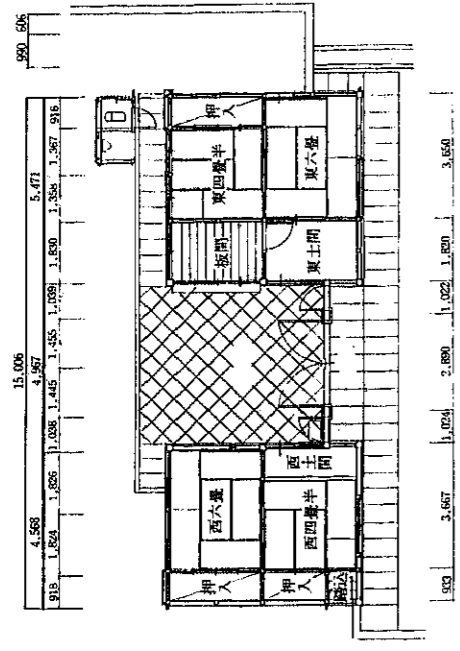 15.006
4.568 4.967 5.471 990 606
918 1.824 1.826 1.038 1.445 1.455 1.039 1.830 1.358 1.367 916
押入
西六畳
板間
東四畳半
押入
押入
西四畳半
西土間
東土間
東六畳
踏込
933 3.667 1.024 2.890 1.022 1.820 3.650